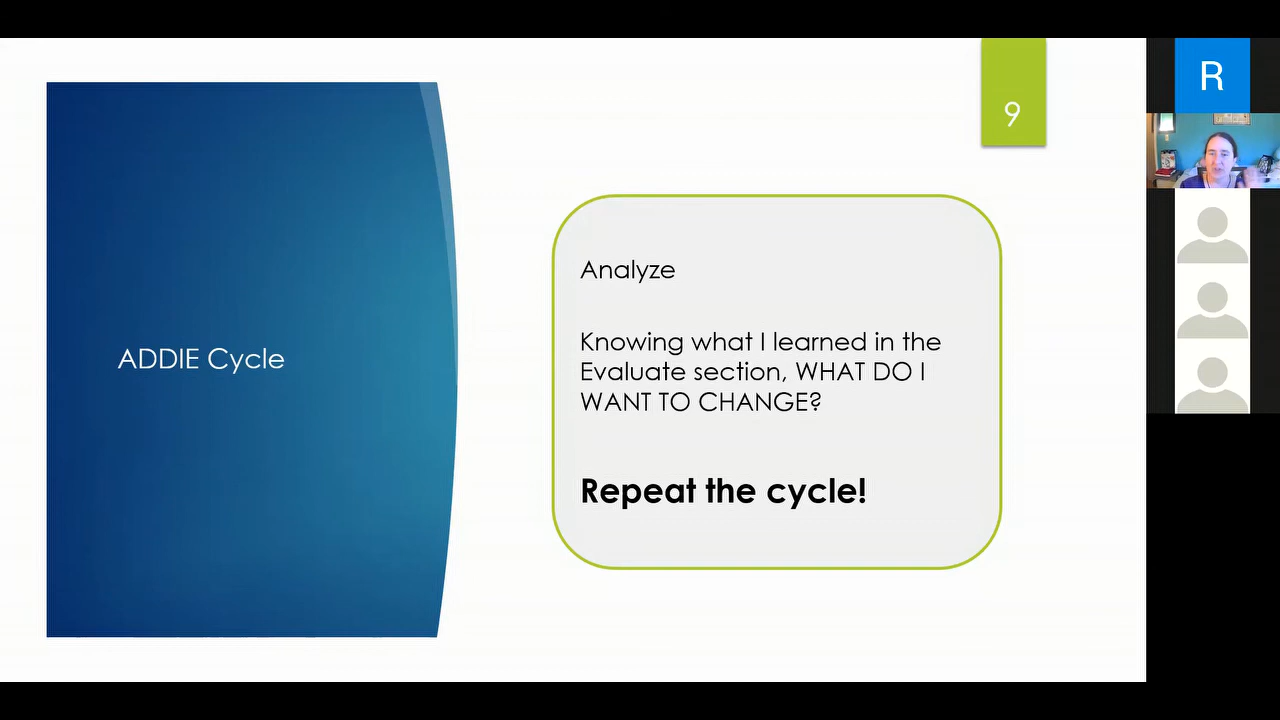 9
ADDIE Cycle
Analyze
Knowing what I learned in the
Evaluate section, WHAT DO I
WANT TO CHANGE?
Repeat the cycle!
R